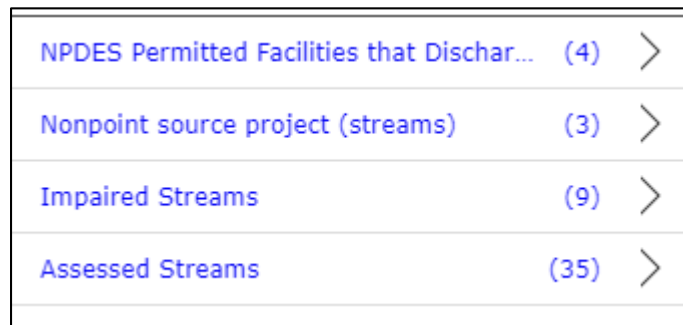 NPDES Permitted Facilities that Dischar... (4)
Nonpoint source project (streams) (3)
Impaired Streams (9)
Assessed Streams (35)